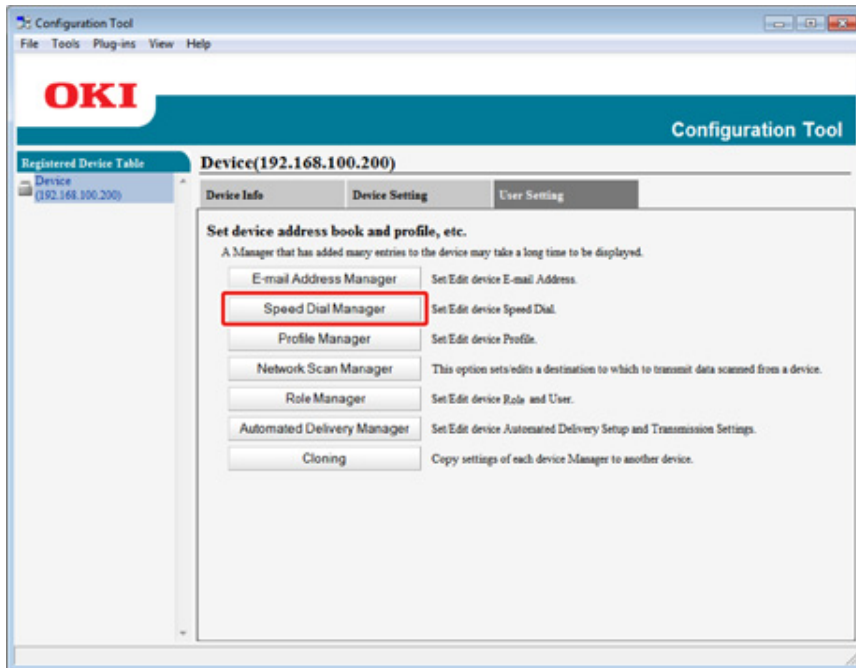 Configuration Tool
File Tools Plug-ins View Help
OKI
Configuration Tool
Registered Device Table
Device
(192.168.100.200)
Device(192.168.100.200)
Device Info Device Setting User Setting
Set device address book and profile, etc.
A Manager that has added many entries to the device may take a long time to be displayed.
E-mail Address Manager Set/Edit device E-mail Address.
Speed Dial Manager Set/Edit device Speed Dial.
Profile Manager Set/Edit device Profile.
Network Scan Manager This option sets/edits a destination to which to transmit data scanned from a device.
Role Manager Set/Edit device Role and User.
Automated Delivery Manager Set/Edit device Automated Delivery Setup and Transmission Settings.
Cloning Copy settings of each device Manager to another device.